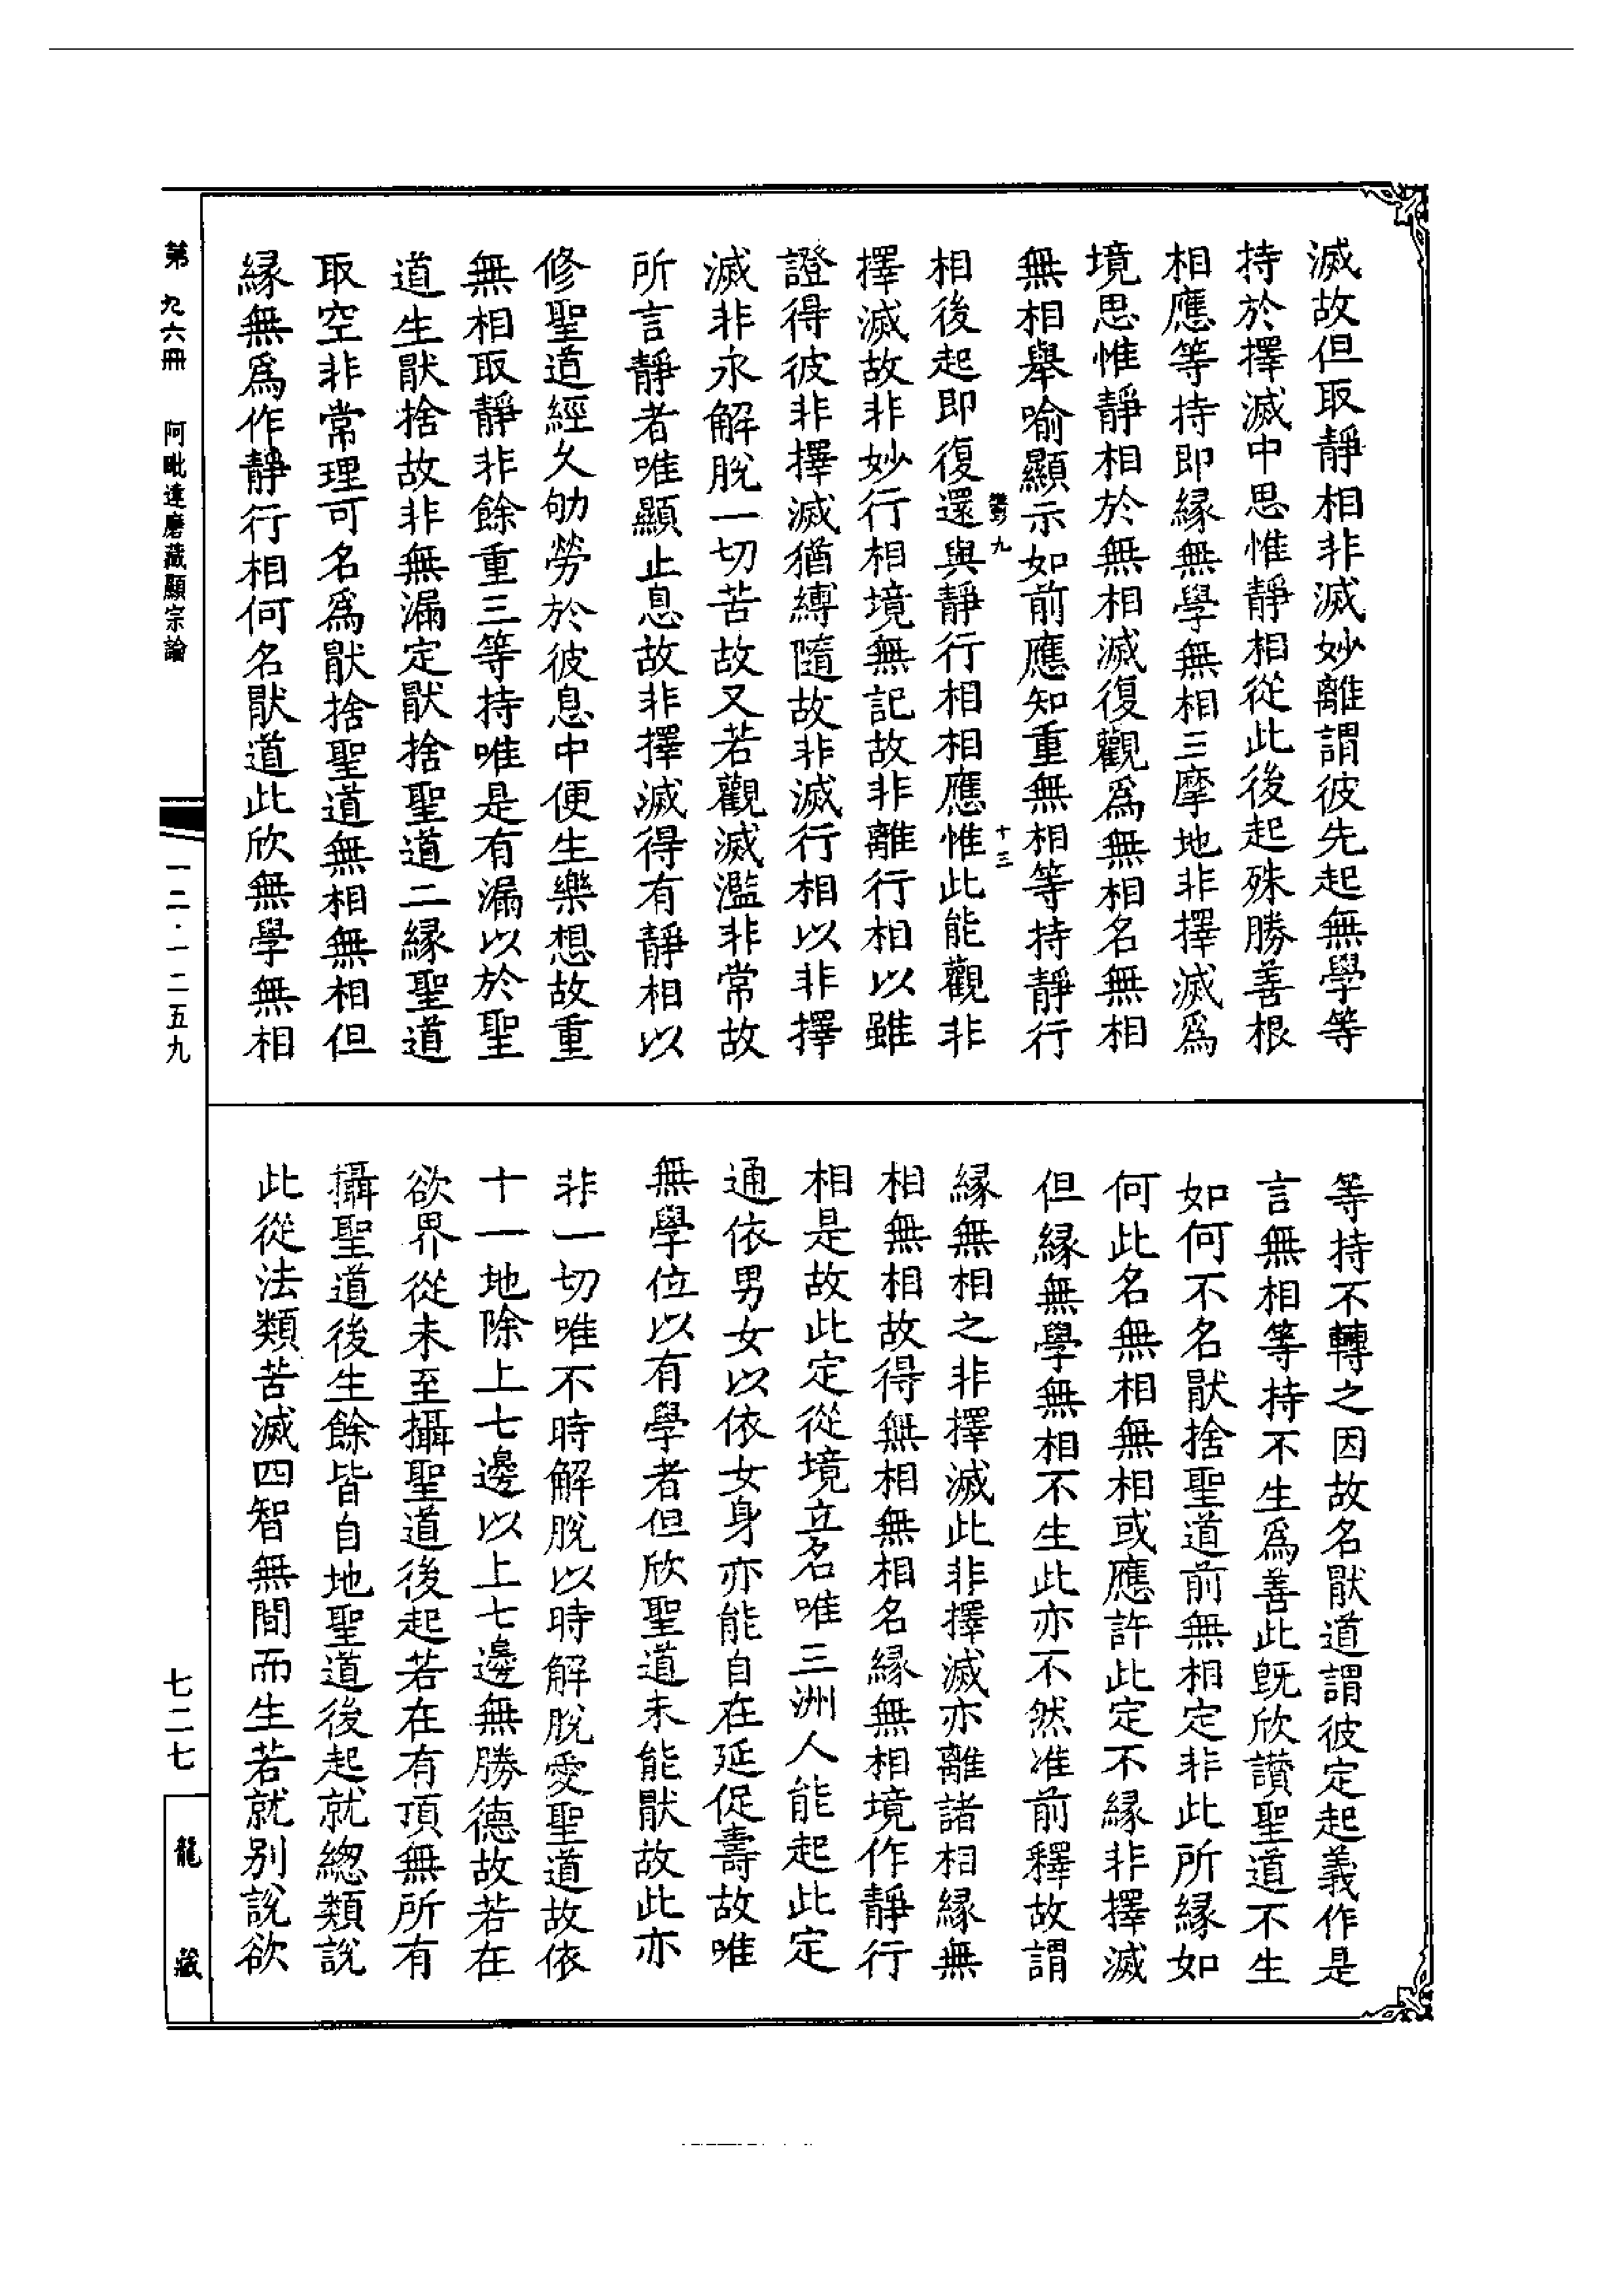 滅故但取靜相非滅妙離謂彼先起無學等
持於擇滅中思惟靜相從此後起殊勝善根
相應等持即緣無學無相三摩地非擇滅爲
境思惟靜相於無相滅復觀爲無相名無相
無相舉喻顯示如前應知重無相等持靜行
九
十三
相後起即復還與靜行相相應惟此能觀非
擇滅故非妙行相境無記故非離行相以雖
證得彼非擇滅猶縛隨故非滅行相以非擇
滅非永解脫一切苦故又若觀滅濫非常故
所言靜者唯顯止息故非擇滅得有靜相以
修聖道經久劬勞於彼息中便生樂想故重
無相取靜非餘重三等持唯是有漏以於聖
道生猒捨故非無漏定猒捨聖道二緣聖道
取空非常理可名爲猒捨聖道無相無相但
緣無爲作靜行相何名猒道此欣無學無相
等持不轉之因故名猒道謂彼定起義作是
言無相等持不生爲善此旣欣讚聖道不生
如何不名猒捨聖道前無相定非此所緣如
何此名無相無相或應許此定不緣非擇滅
但緣無學無相不生此亦不然准前釋故謂
緣無相之非擇滅此非擇滅亦離諸相緣無
相無相故得無相無相名緣無相境作靜行
相是故此定從境立名唯三洲人能起此定
通依男女以依女身亦能自在延促壽故唯
無學位以有學者但欣聖道未能猒故此亦
非一切唯不時解脫以時解脫愛聖道故依
十一地除上七邊以上七邊無勝德故若在
欲界從未至攝聖道後起若在有頂無所有
攝聖道後生餘皆自地聖道後起就總類說
此從法類苦滅四智無間而生若就别說欲
第九六冊　阿毗達磨藏顯宗論
一二·一二五九
七二七
龍藏